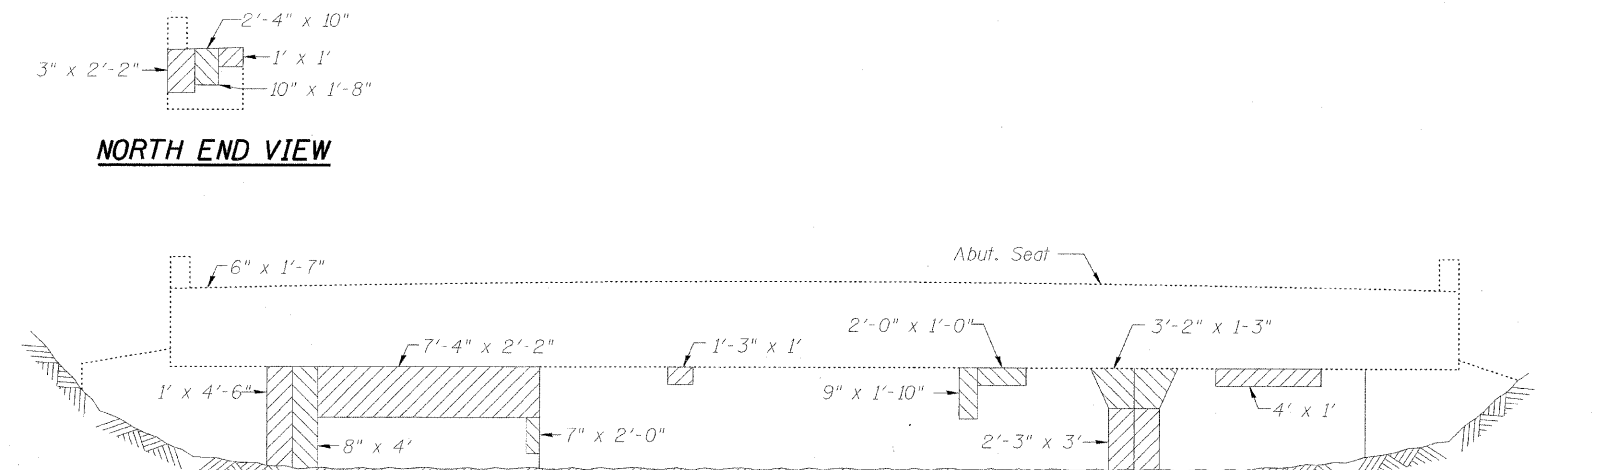 2'-4" x 10"
1' x 1'
3" x 2'-2"
10" x 1'-8"
NORTH END VIEW
Abut. Seat
6" x 1'-7"
2'-0" x 1'-0"
3'-2" x 1-3"
7'-4" x 2'-2"
1'-3" x 1'
1' x 4'-6"
9" x 1'-10"
4' x 1'
7" x 2'-0"
2'-3" x 3'
8" x 4'